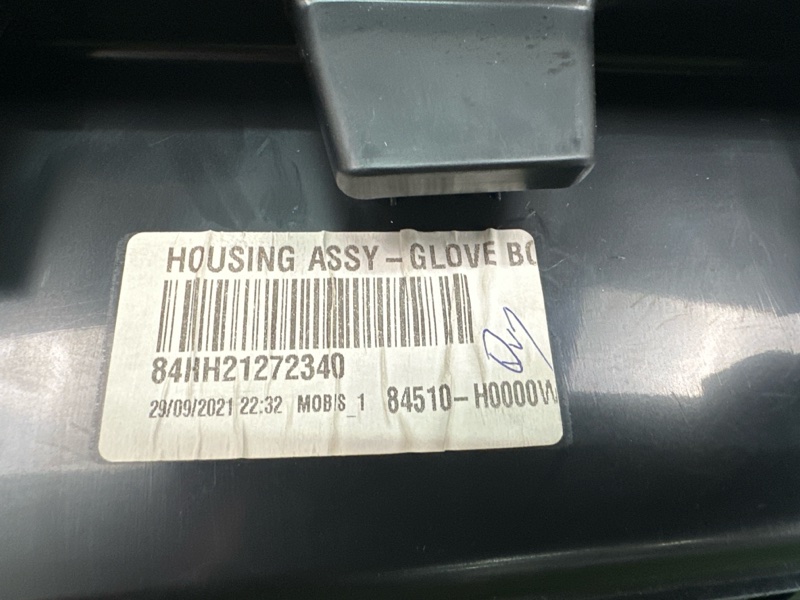 HOUSING ASSY-GLOVE BO
84HH21272340
29/09/2021 22:32 MOBIS_1 84510-H0000W